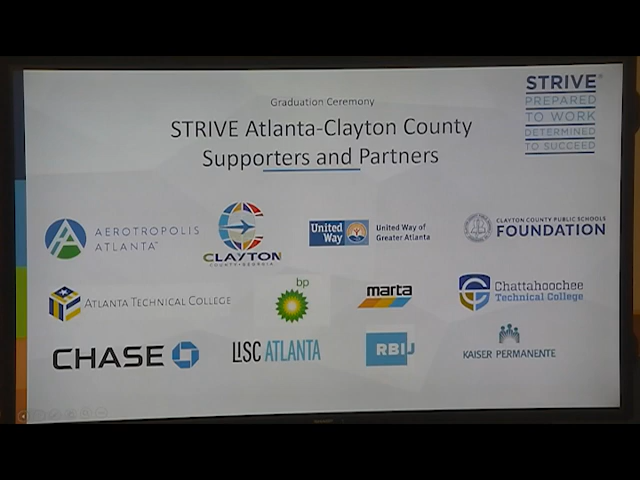 Graduation Ceremony
STRIVE Atlanta-Clayton County
Supporters and Partners
STRIVE
PREPARED
TO WORK
DETERMINED
TO SUCCEED
AEROTROPOLIS
ATLANTA
CLAYTON
COUNTY • GEORGIA
United
Way
United Way of
Greater Atlanta
CLAYTON COUNTY PUBLIC SCHOOLS
FOUNDATION
ATLANTA TECHNICAL COLLEGE
bp
marta
Chattahoochee
Technical College
CHASE
LISC ATLANTA
RBIJ
KAISER PERMANENTE